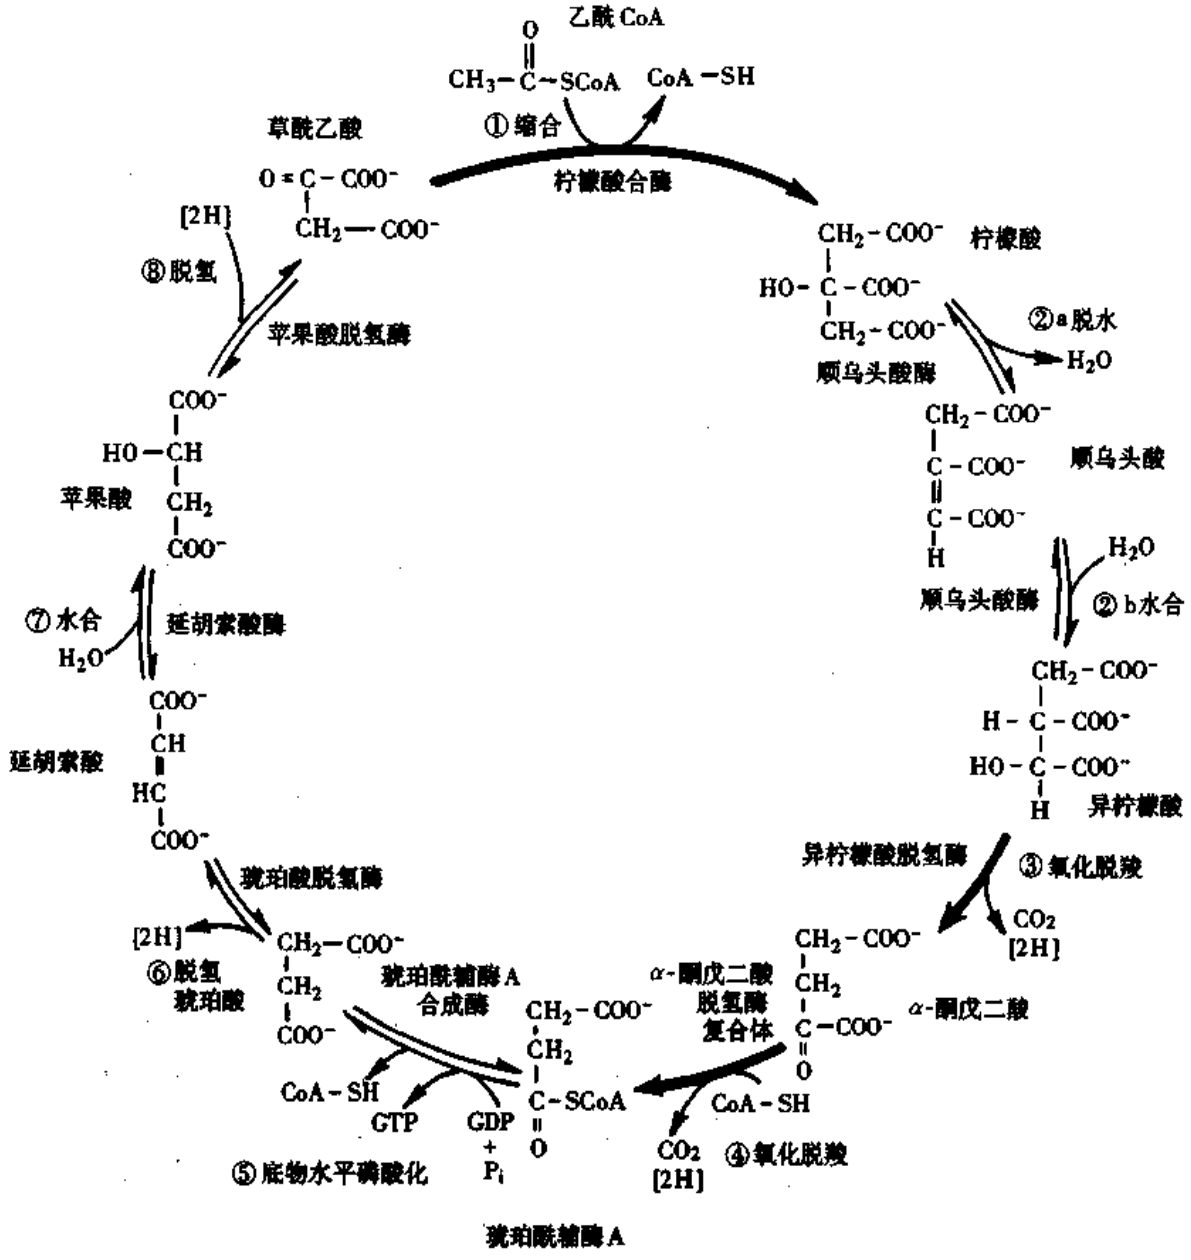 乙酰CoA
O
CH₃-C-SCoA
CoA-SH
①缩合
柠檬酸合酶
草酰乙酸
O=C-COO⁻
CH₂-COO⁻
[2H]
⑧脱氢
苹果酸脱氢酶
CH₂-COO⁻
柠檬酸
HO-C-COO⁻
CH₂-COO⁻
②a脱水
H₂O
顺乌头酸酶
CH₂-COO⁻
顺乌头酸
C-COO⁻
C-COO⁻
H
H₂O
顺乌头酸酶
②b水合
CH₂-COO⁻
H-C-COO⁻
HO-C-COO⁻
H
异柠檬酸
异柠檬酸脱氢酶
③氧化脱羧
CO₂
[2H]
CH₂-COO⁻
CH₂
C-COO⁻
O
α-酮戊二酸
α-酮戊二酸
脱氢酶
复合体
CoA-SH
CO₂
[2H]
④氧化脱羧
CH₂-COO⁻
CH₂
C-SCoA
O
琥珀酰辅酶A
琥珀酰辅酶A
合成酶
CoA-SH
GTP
GDP
+
Pᵢ
⑤底物水平磷酸化
CH₂-COO⁻
CH₂
COO⁻
[2H]
⑥脱氢
琥珀酸
琥珀酸脱氢酶
COO⁻
CH
HC
COO⁻
延胡索酸
⑦水合
H₂O
延胡索酸酶
COO⁻
HO-CH
苹果酸
CH₂
COO⁻